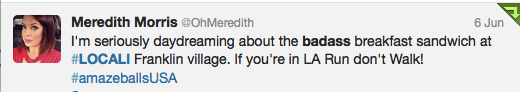 Meredith Morris @OhMeredith 6 Jun
I'm seriously daydreaming about the badass breakfast sandwich at
#LOCALI Franklin village. If you're in LA Run don't Walk!
#amazeballsUSA